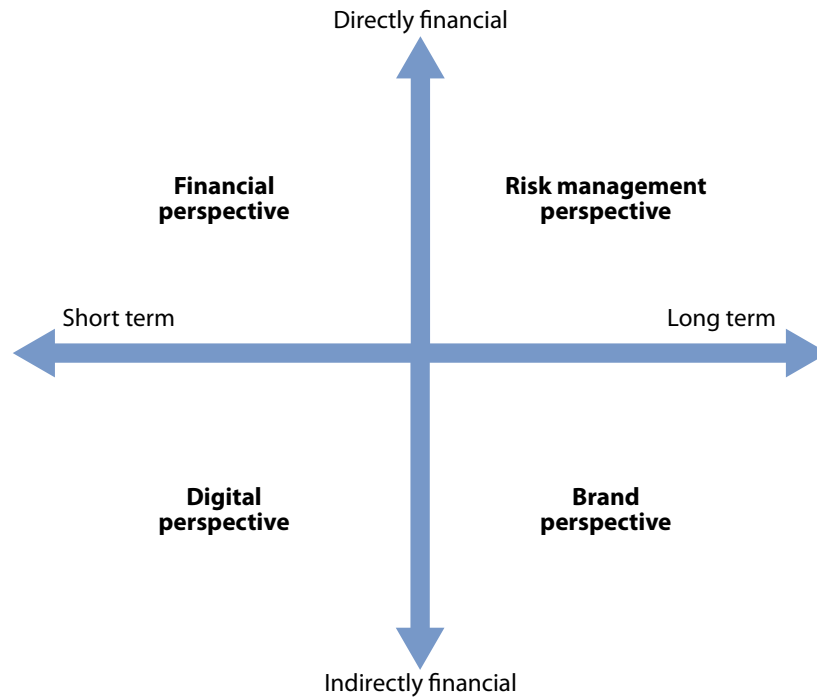 Directly financial
Financial
perspective
Risk management
perspective
Short term
Long term
Digital
perspective
Brand
perspective
Indirectly financial